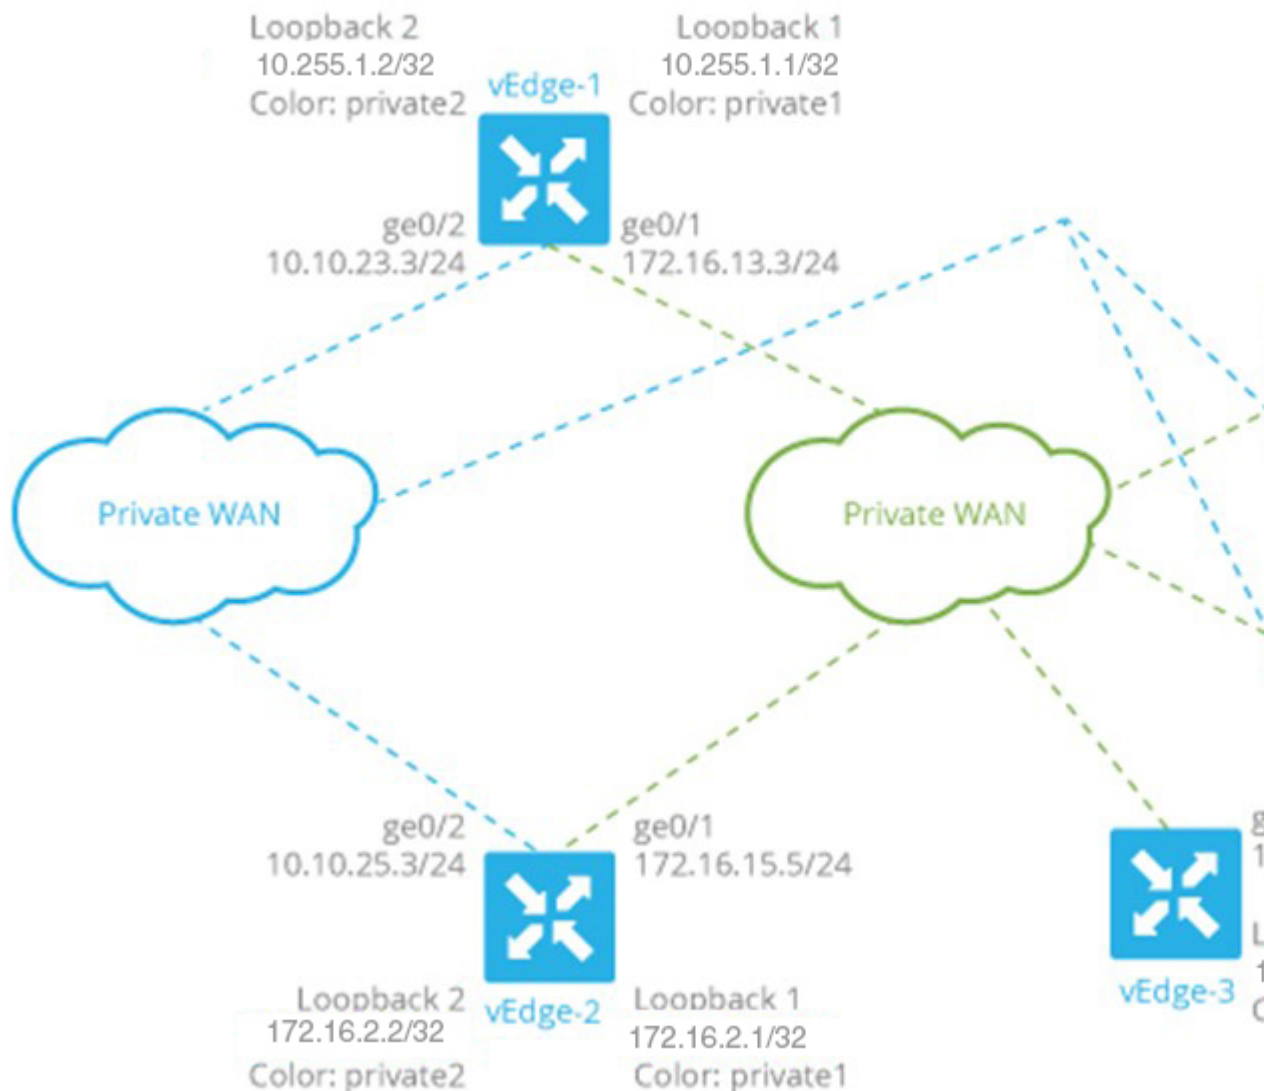 Loopback 2
10.255.1.2/32
Color: private2
vEdge-1
Loopback 1
10.255.1.1/32
Color: private1
ge0/2
10.10.23.3/24
ge0/1
172.16.13.3/24
Private WAN
Private WAN
ge0/2
10.10.25.3/24
ge0/1
172.16.15.5/24
Loopback 2
172.16.2.2/32
Color: private2
vEdge-2
Loopback 1
172.16.2.1/32
Color: private1
vEdge-3